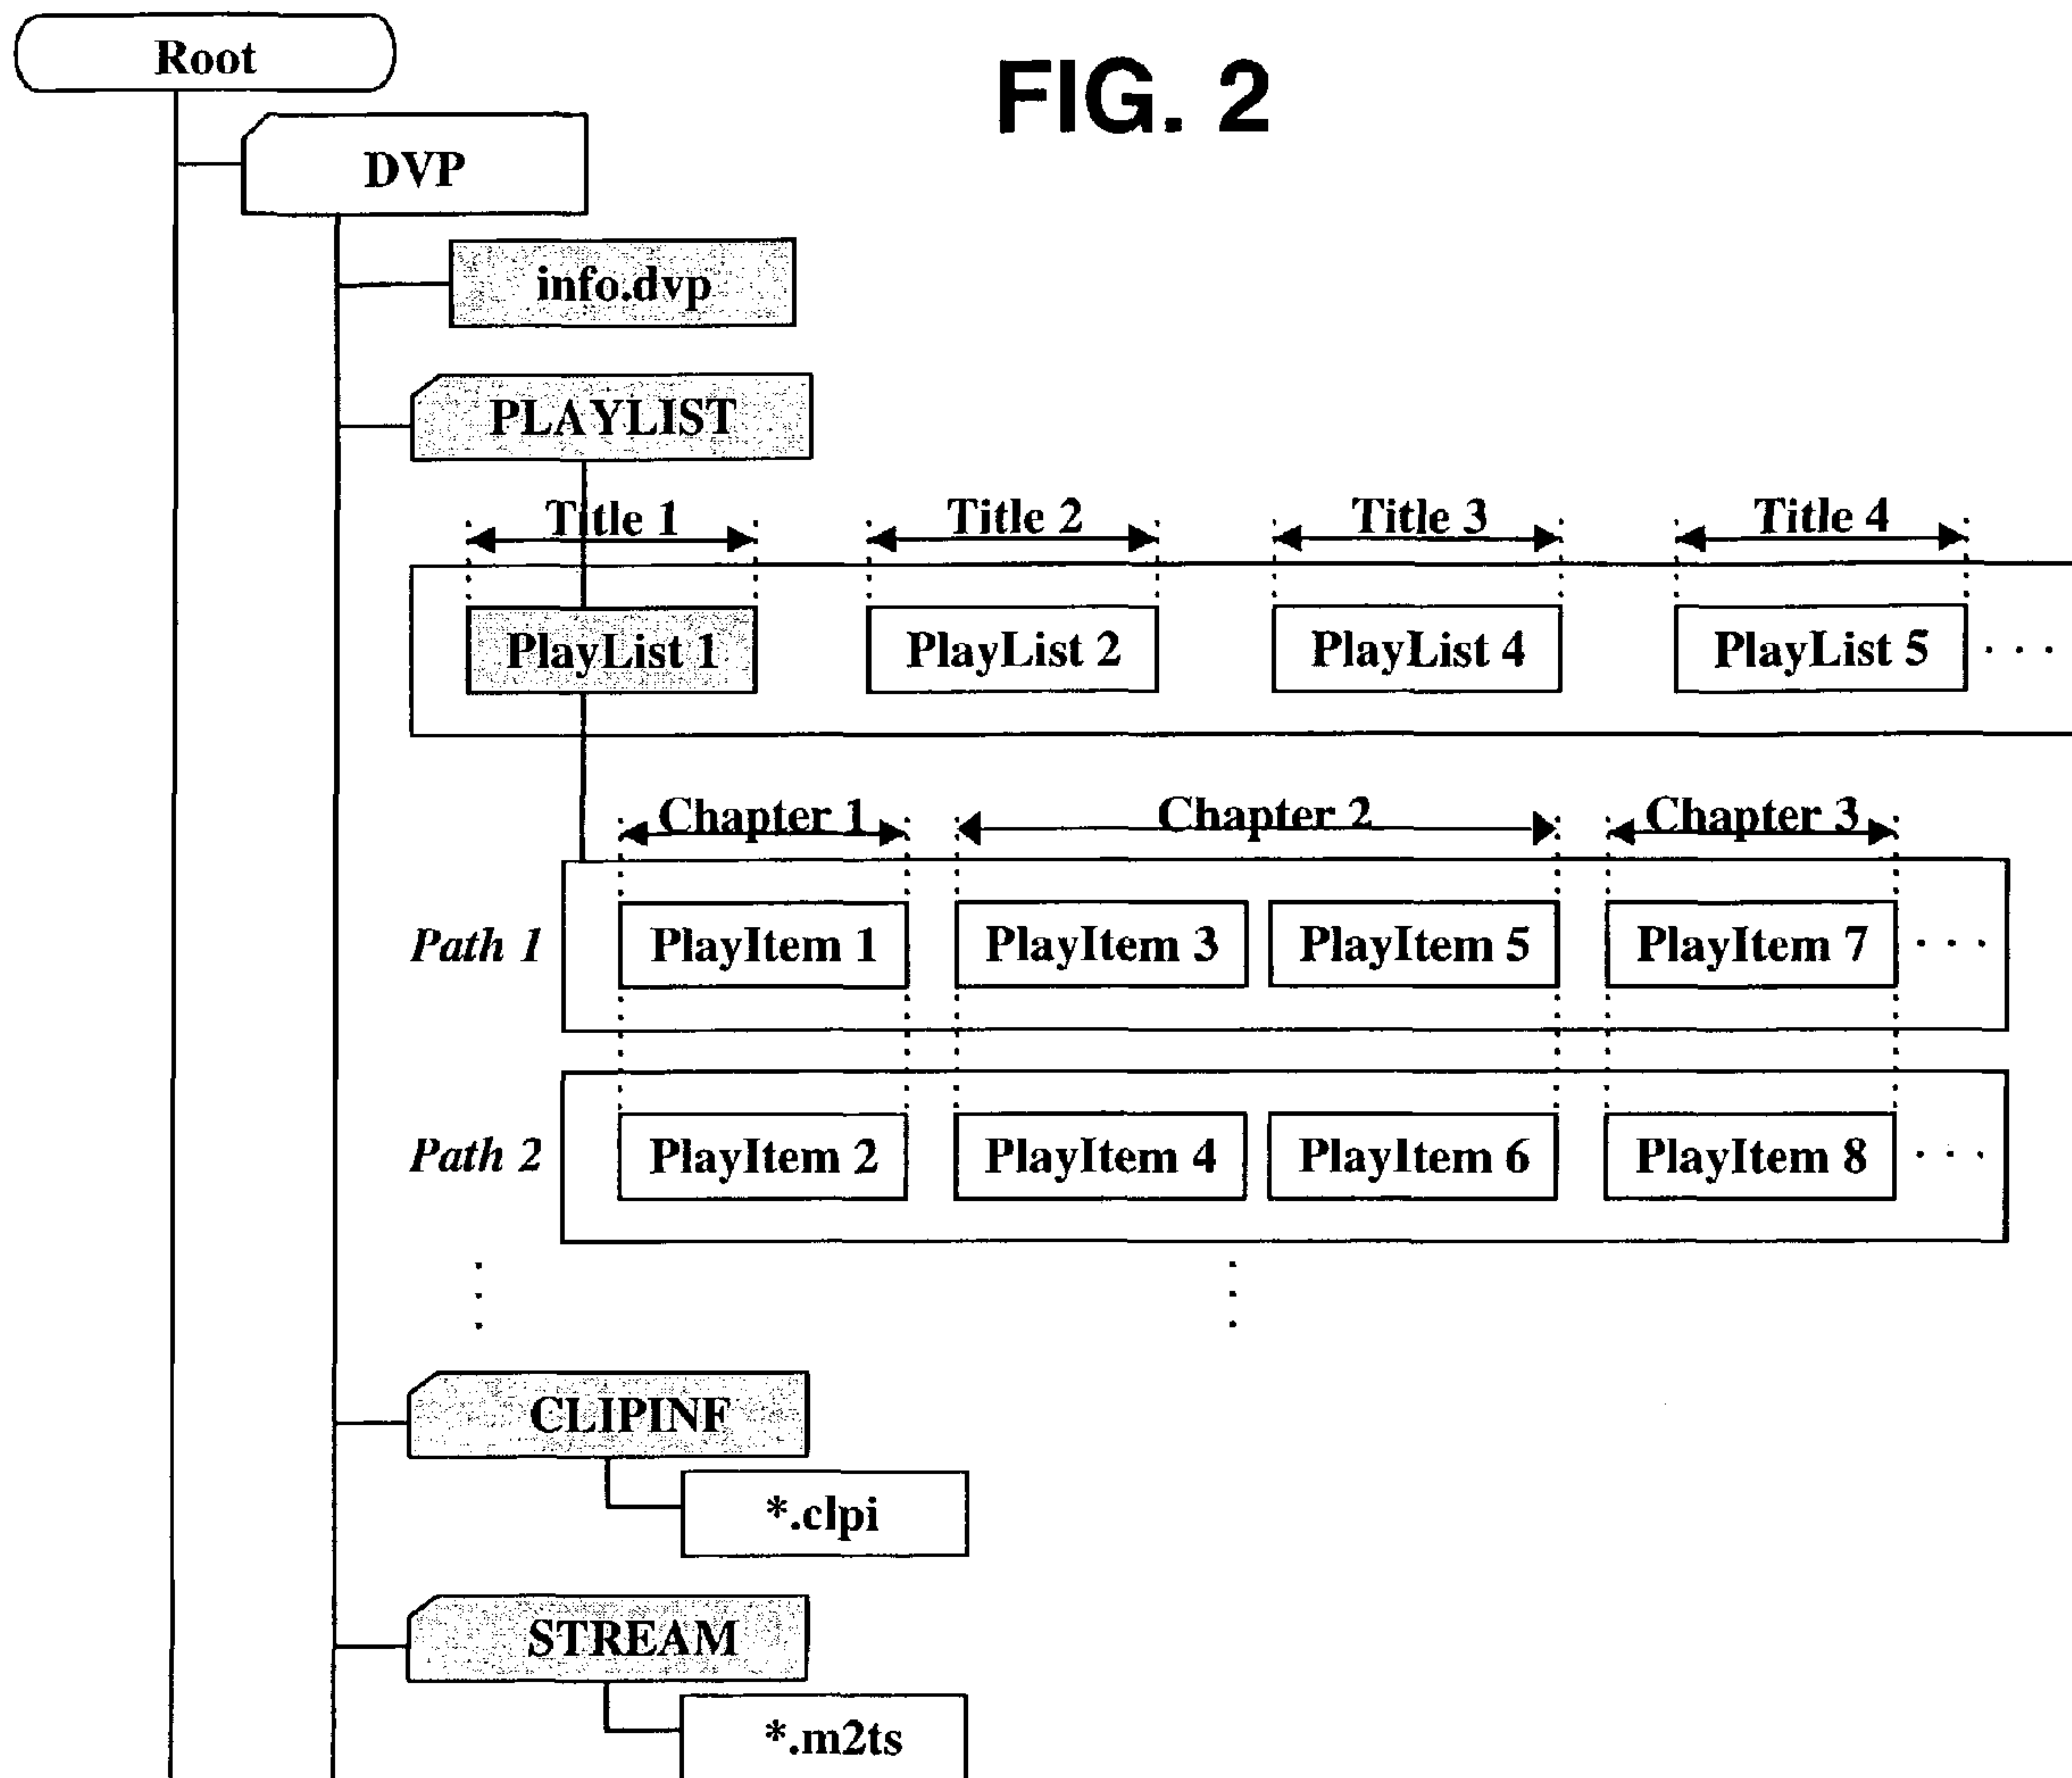 Root
FIG. 2
DVP
info.dvp
PLAYLIST
Title 1 Title 2 Title 3 Title 4
PlayList 1 PlayList 2 PlayList 4 PlayList 5 . . .
Chapter 1 Chapter 2 Chapter 3
Path 1 PlayItem 1 PlayItem 3 PlayItem 5 PlayItem 7 . . .
Path 2 PlayItem 2 PlayItem 4 PlayItem 6 PlayItem 8 . . .
CLIPINF
*.clpi
STREAM
*.m2ts